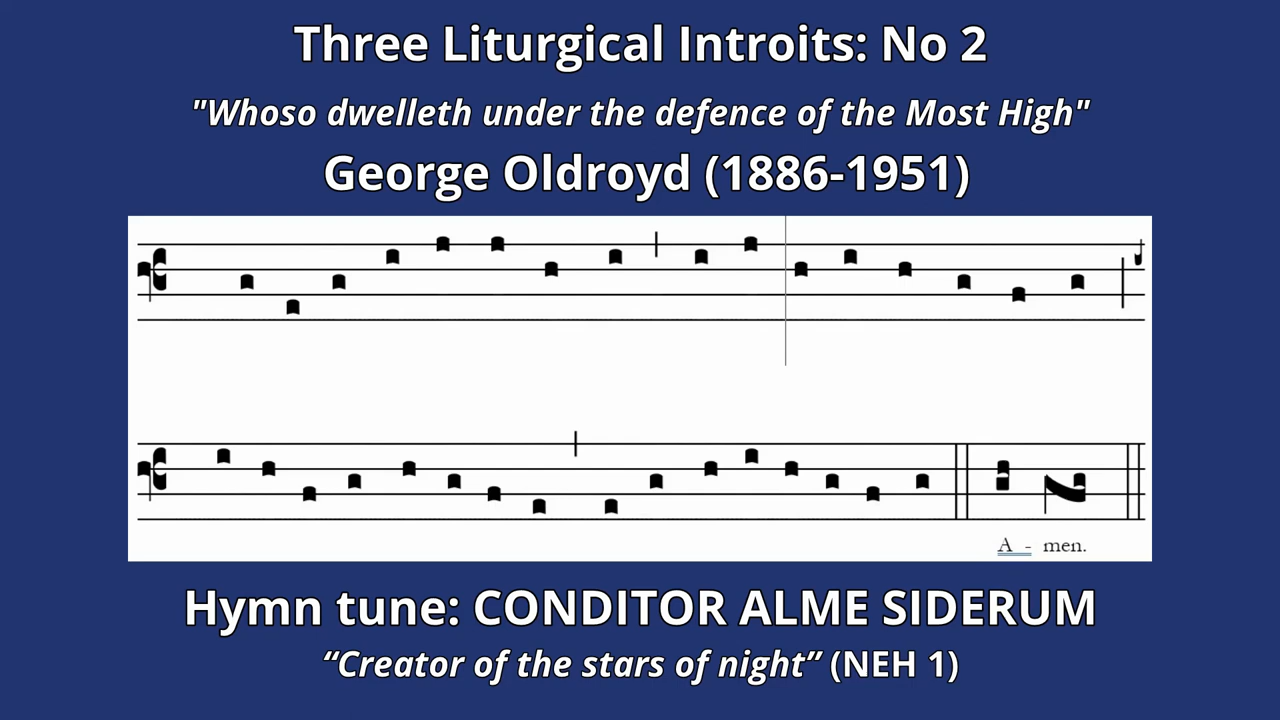 Three Liturgical Introits: No 2
"Whoso dwelleth under the defence of the Most High"
George Oldroyd (1886-1951)
A - men.
Hymn tune: CONDITOR ALME SIDERUM
“Creator of the stars of night” (NEH 1)